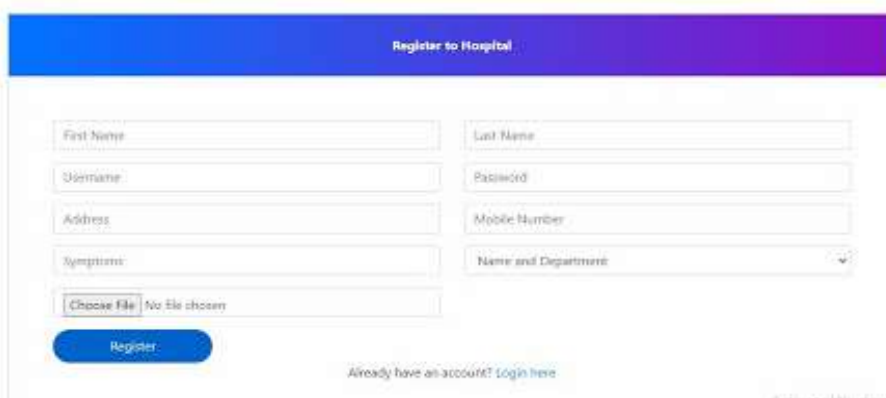 Register to Hospital
First Name
Last Name
Username
Password
Address
Mobile Number
Symptoms
Name and Department
Choose File No file chosen
Register
Already have an account? Login here